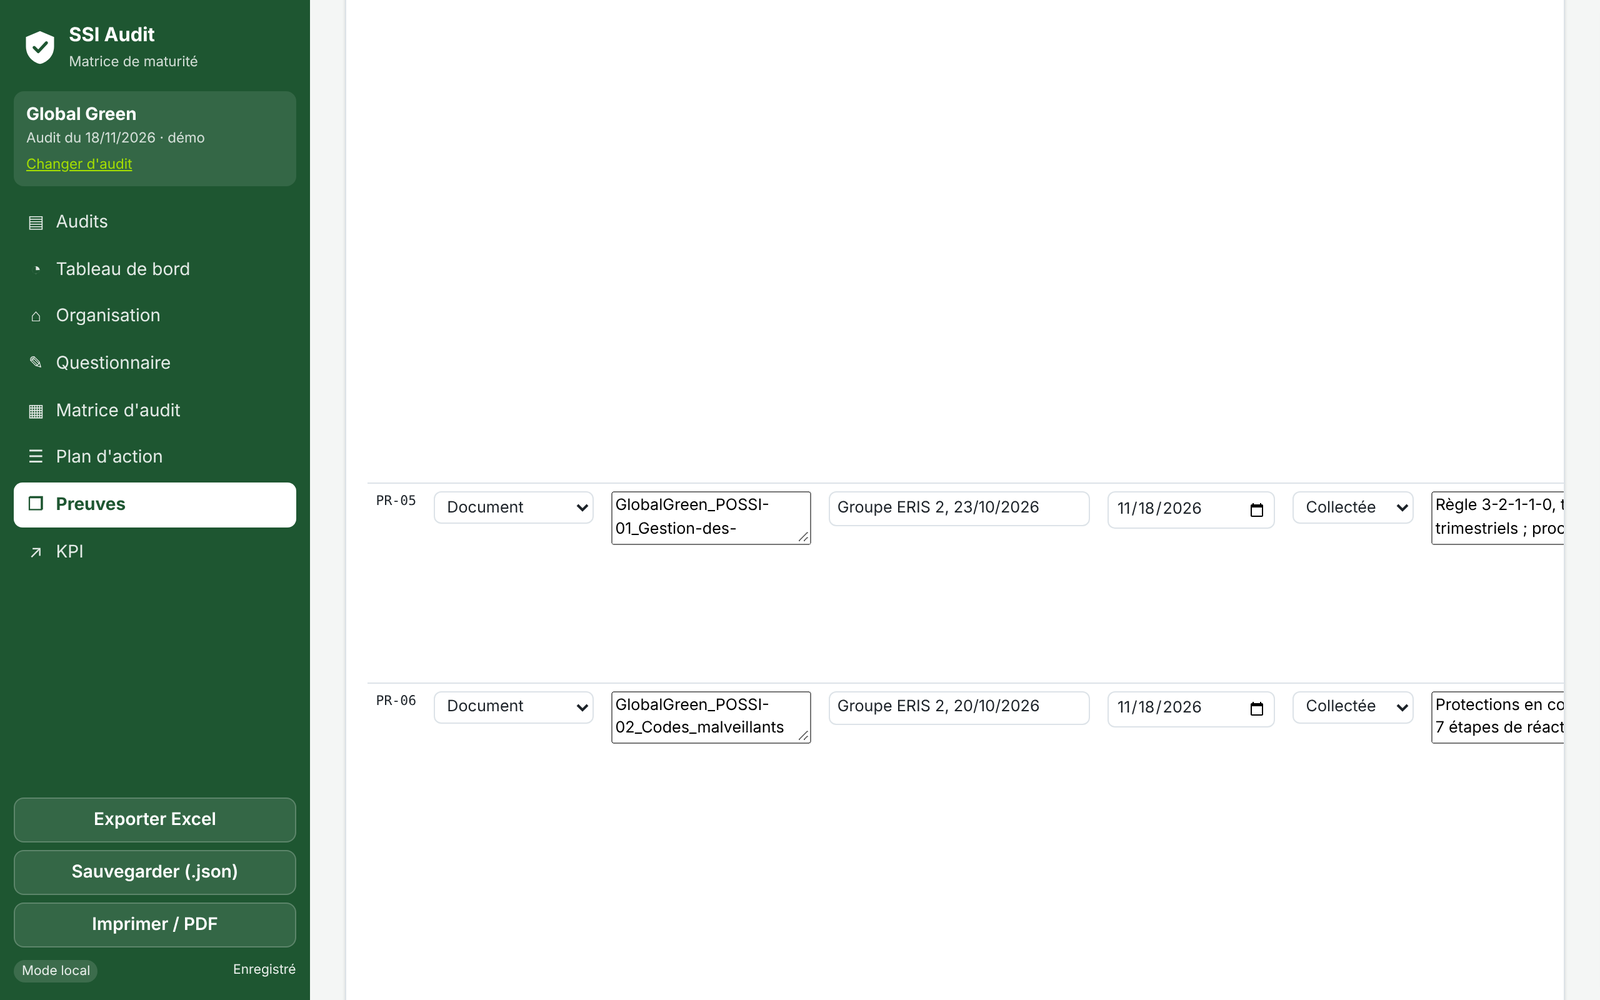 SSI Audit
Matrice de maturité
Global Green
Audit du 18/11/2026 · démo
Changer d'audit
Audits
Tableau de bord
Organisation
Questionnaire
Matrice d'audit
Plan d'action
Preuves
KPI
Exporter Excel
Sauvegarder (.json)
Imprimer / PDF
Mode local
Enregistré
PR-05
Document
GlobalGreen_POSSI-
01_Gestion-des-
Groupe ERIS 2, 23/10/2026
11/18/2026
Collectée
Règle 3-2-1-1-0,
trimestriels ;
PR-06
Document
GlobalGreen_POSSI-
02_Codes_malveillants
Groupe ERIS 2, 20/10/2026
11/18/2026
Collectée
Protections en
7 étapes de